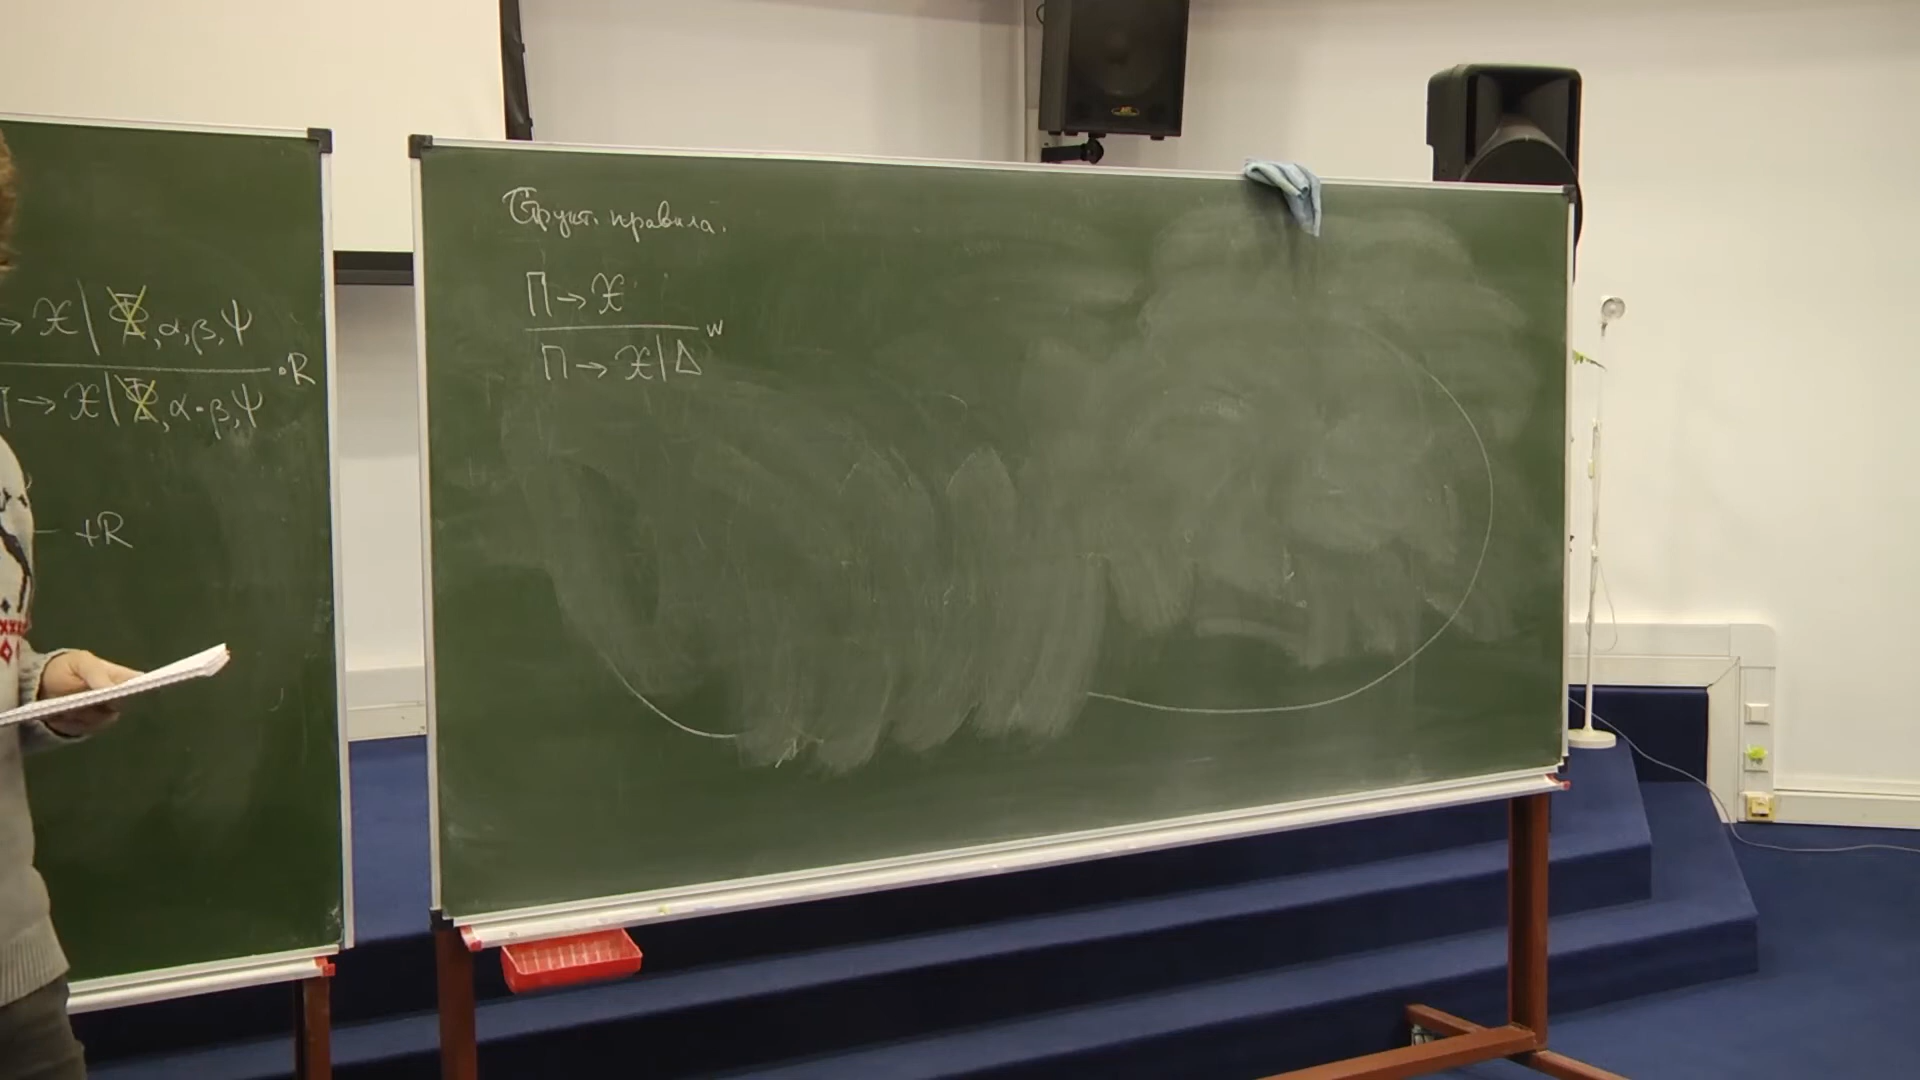 → 𝒳 | Φ, α, β, Ψ
·R
Π → 𝒳 | Φ, α · β, Ψ
+R
Структ. правила.
Π → 𝒳
w
Π → 𝒳 | Δ